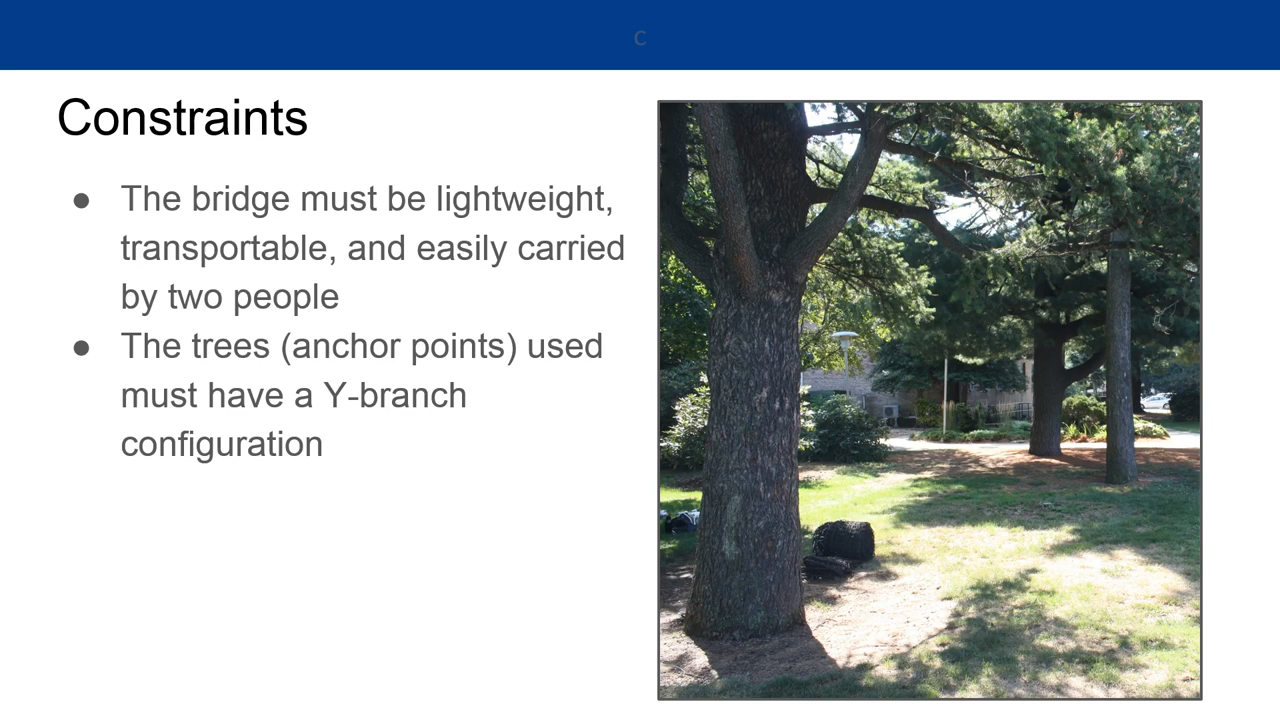 c
Constraints
● The bridge must be lightweight,
transportable, and easily carried
by two people
● The trees (anchor points) used
must have a Y-branch
configuration